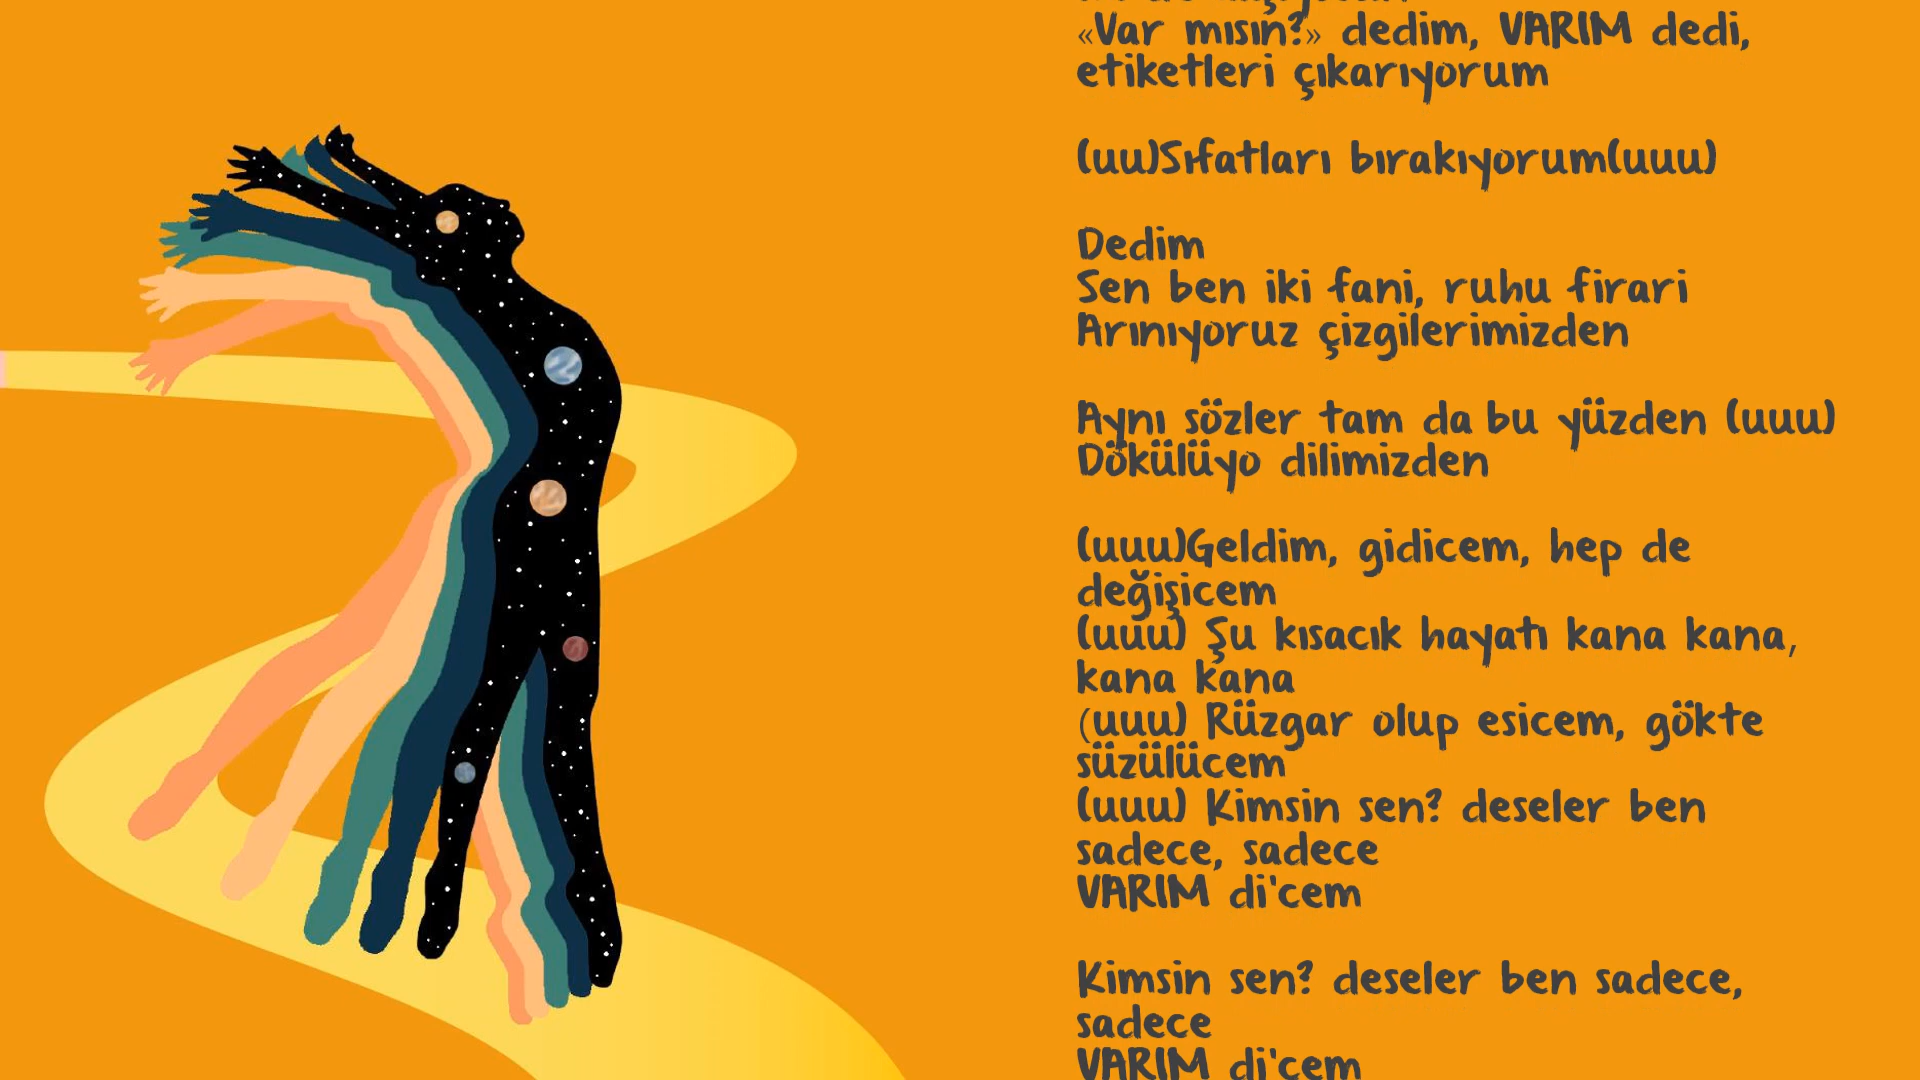 «Var mısın?» dedim, VARIM dedi,
etiketleri çıkarıyorum
(uu)Sıfatları bırakıyorum(uuu)
Dedim
Sen ben iki fani, ruhu firari
Arınıyoruz çizgilerimizden
Aynı sözler tam da bu yüzden (uuu)
Dökülüyo dilimizden
(uuu)Geldim, gidicem, hep de
değişicem
(uuu) Şu kısacık hayatı kana kana,
kana kana
(uuu) Rüzgar olup esicem, gökte
süzülücem
(uuu) Kimsin sen? deseler ben
sadece, sadece
VARIM di'cem
Kimsin sen? deseler ben sadece,
sadece
VARIM di'cem